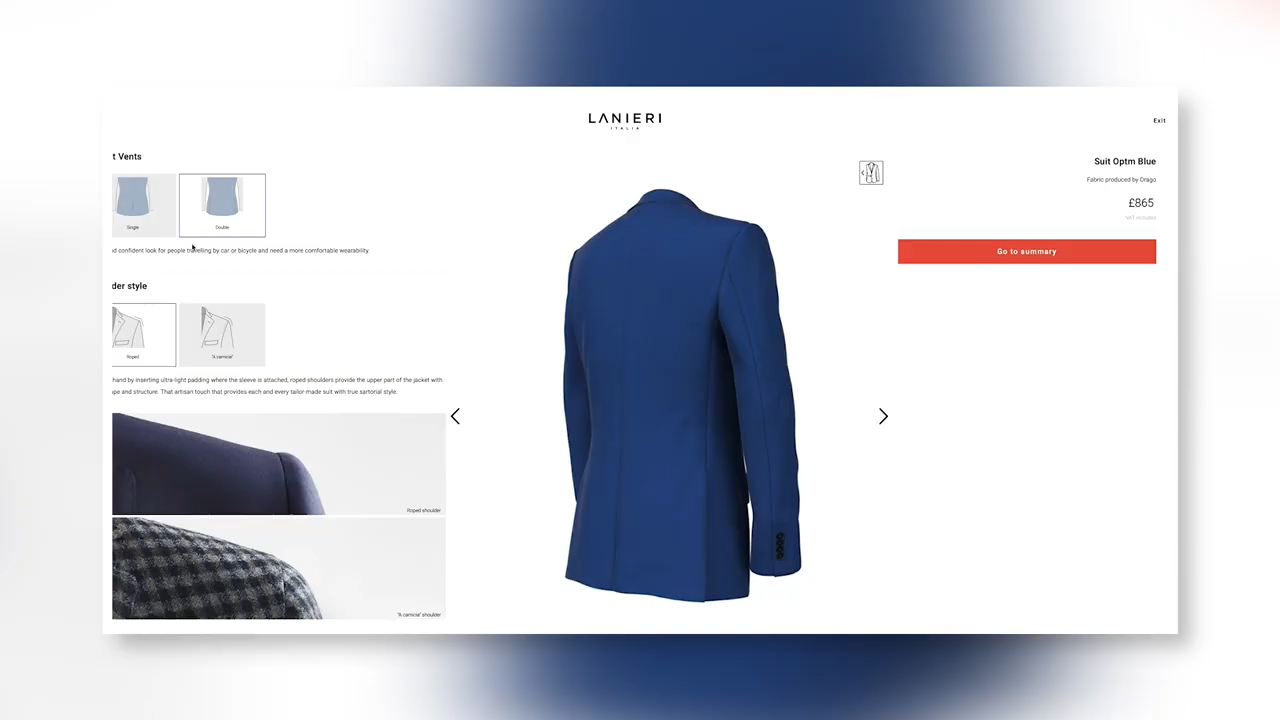 LANIERI
ITALIA
Exit
t Vents
Single
Double
d confident look for people travelling by car or bicycle and need a more comfortable wearability.
der style
Roped
"A camicia"
hand by inserting ultra-light padding where the sleeve is attached, roped shoulders provide the upper part of the jacket with
pe and structure. That artisan touch that provides each and every tailor-made suit with true sartorial style.
Roped shoulder
"A camicia" shoulder
Suit Optm Blue
Fabric produced by Drago
£865
VAT includes
Go to summary